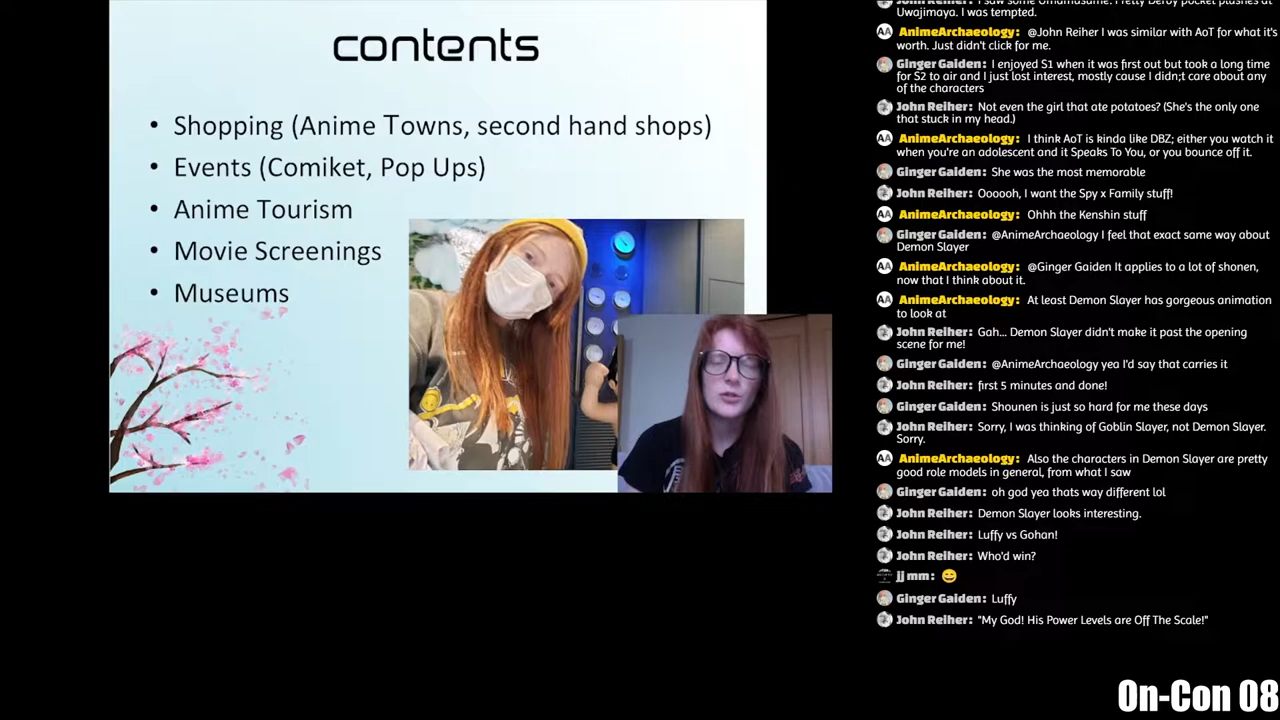 contents
• Shopping (Anime Towns, second hand shops)
• Events (Comiket, Pop Ups)
• Anime Tourism
• Movie Screenings
• Museums
Uwajimaya. I was tempted.
AA AnimeArchaeology: @John Reiher I was similar with AoT for what it's
worth. Just didn't click for me.
Ginger Gaiden: I enjoyed S1 when it was first out but took a long time
for S2 to air and I just lost interest, mostly cause I didn;t care about any
of the characters
John Reiher: Not even the girl that ate potatoes? (She's the only one
that stuck in my head.)
AA AnimeArchaeology: I think AoT is kinda like DBZ; either you watch it
when you're an adolescent and it Speaks To You, or you bounce off it.
Ginger Gaiden: She was the most memorable
John Reiher: Oooooh, I want the Spy x Family stuff!
AA AnimeArchaeology: Ohhh the Kenshin stuff
Ginger Gaiden: @AnimeArchaeology I feel that exact same way about
Demon Slayer
AA AnimeArchaeology: @Ginger Gaiden It applies to a lot of shonen,
now that I think about it.
AA AnimeArchaeology: At least Demon Slayer has gorgeous animation
to look at
John Reiher: Gah... Demon Slayer didn't make it past the opening
scene for me!
Ginger Gaiden: @AnimeArchaeology yea I'd say that carries it
John Reiher: first 5 minutes and done!
Ginger Gaiden: Shounen is just so hard for me these days
John Reiher: Sorry, I was thinking of Goblin Slayer, not Demon Slayer.
Sorry.
AA AnimeArchaeology: Also the characters in Demon Slayer are pretty
good role models in general, from what I saw
Ginger Gaiden: oh god yea thats way different lol
John Reiher: Demon Slayer looks interesting.
John Reiher: Luffy vs Gohan!
John Reiher: Who'd win?
jj mm: 😄
Ginger Gaiden: Luffy
John Reiher: "My God! His Power Levels are Off The Scale!"
On-Con 08